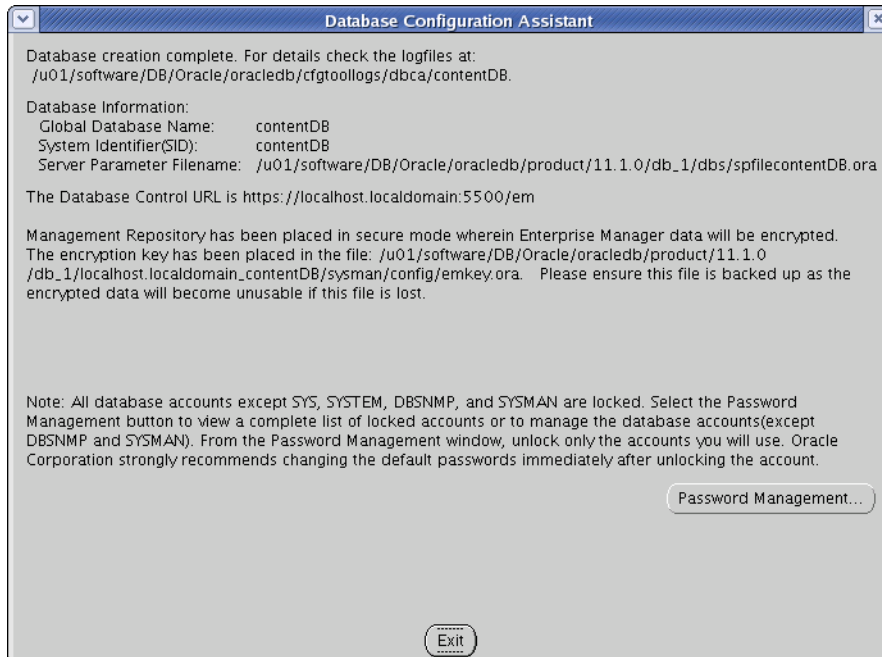 Database Configuration Assistant
Database creation complete. For details check the logfiles at:
/u01/software/DB/Oracle/oracledb/cfgtoollogs/dbca/contentDB.
Database Information:
Global Database Name: contentDB
System Identifier(SID): contentDB
Server Parameter Filename: /u01/software/DB/Oracle/oracledb/product/11.1.0/db_1/dbs/spfilecontentDB.ora
The Database Control URL is https://localhost.localdomain:5500/em
Management Repository has been placed in secure mode wherein Enterprise Manager data will be encrypted.
The encryption key has been placed in the file: /u01/software/DB/Oracle/oracledb/product/11.1.0
/db_1/localhost.localdomain_contentDB/sysman/config/emkey.ora. Please ensure this file is backed up as the
encrypted data will become unusable if this file is lost.
Note: All database accounts except SYS, SYSTEM, DBSNMP, and SYSMAN are locked. Select the Password
Management button to view a complete list of locked accounts or to manage the database accounts(except
DBSNMP and SYSMAN). From the Password Management window, unlock only the accounts you will use. Oracle
Corporation strongly recommends changing the default passwords immediately after unlocking the account.
Password Management...
Exit